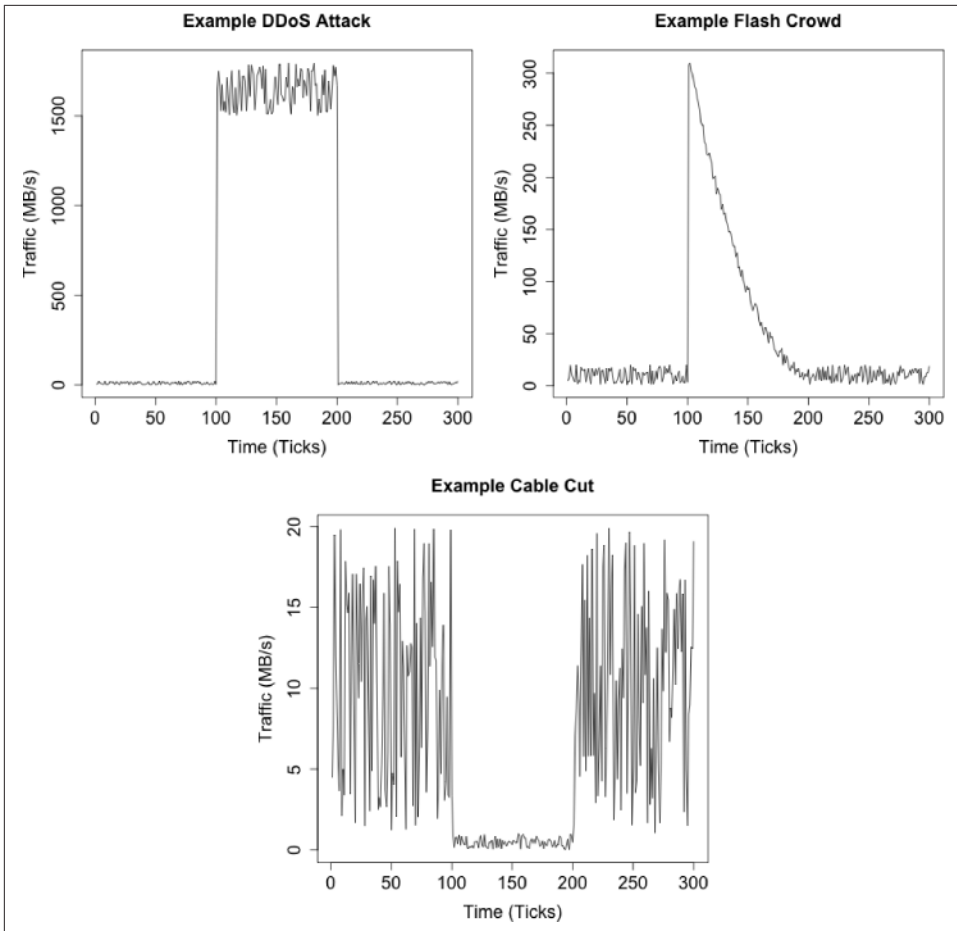 Example DDoS Attack
Traffic (MB/s)
1500
1000
500
0
0 50 100 150 200 250 300
Time (Ticks)
Example Flash Crowd
Traffic (MB/s)
300
250
200
150
100
50
0
0 50 100 150 200 250 300
Time (Ticks)
Example Cable Cut
Traffic (MB/s)
20
15
10
5
0
0 50 100 150 200 250 300
Time (Ticks)